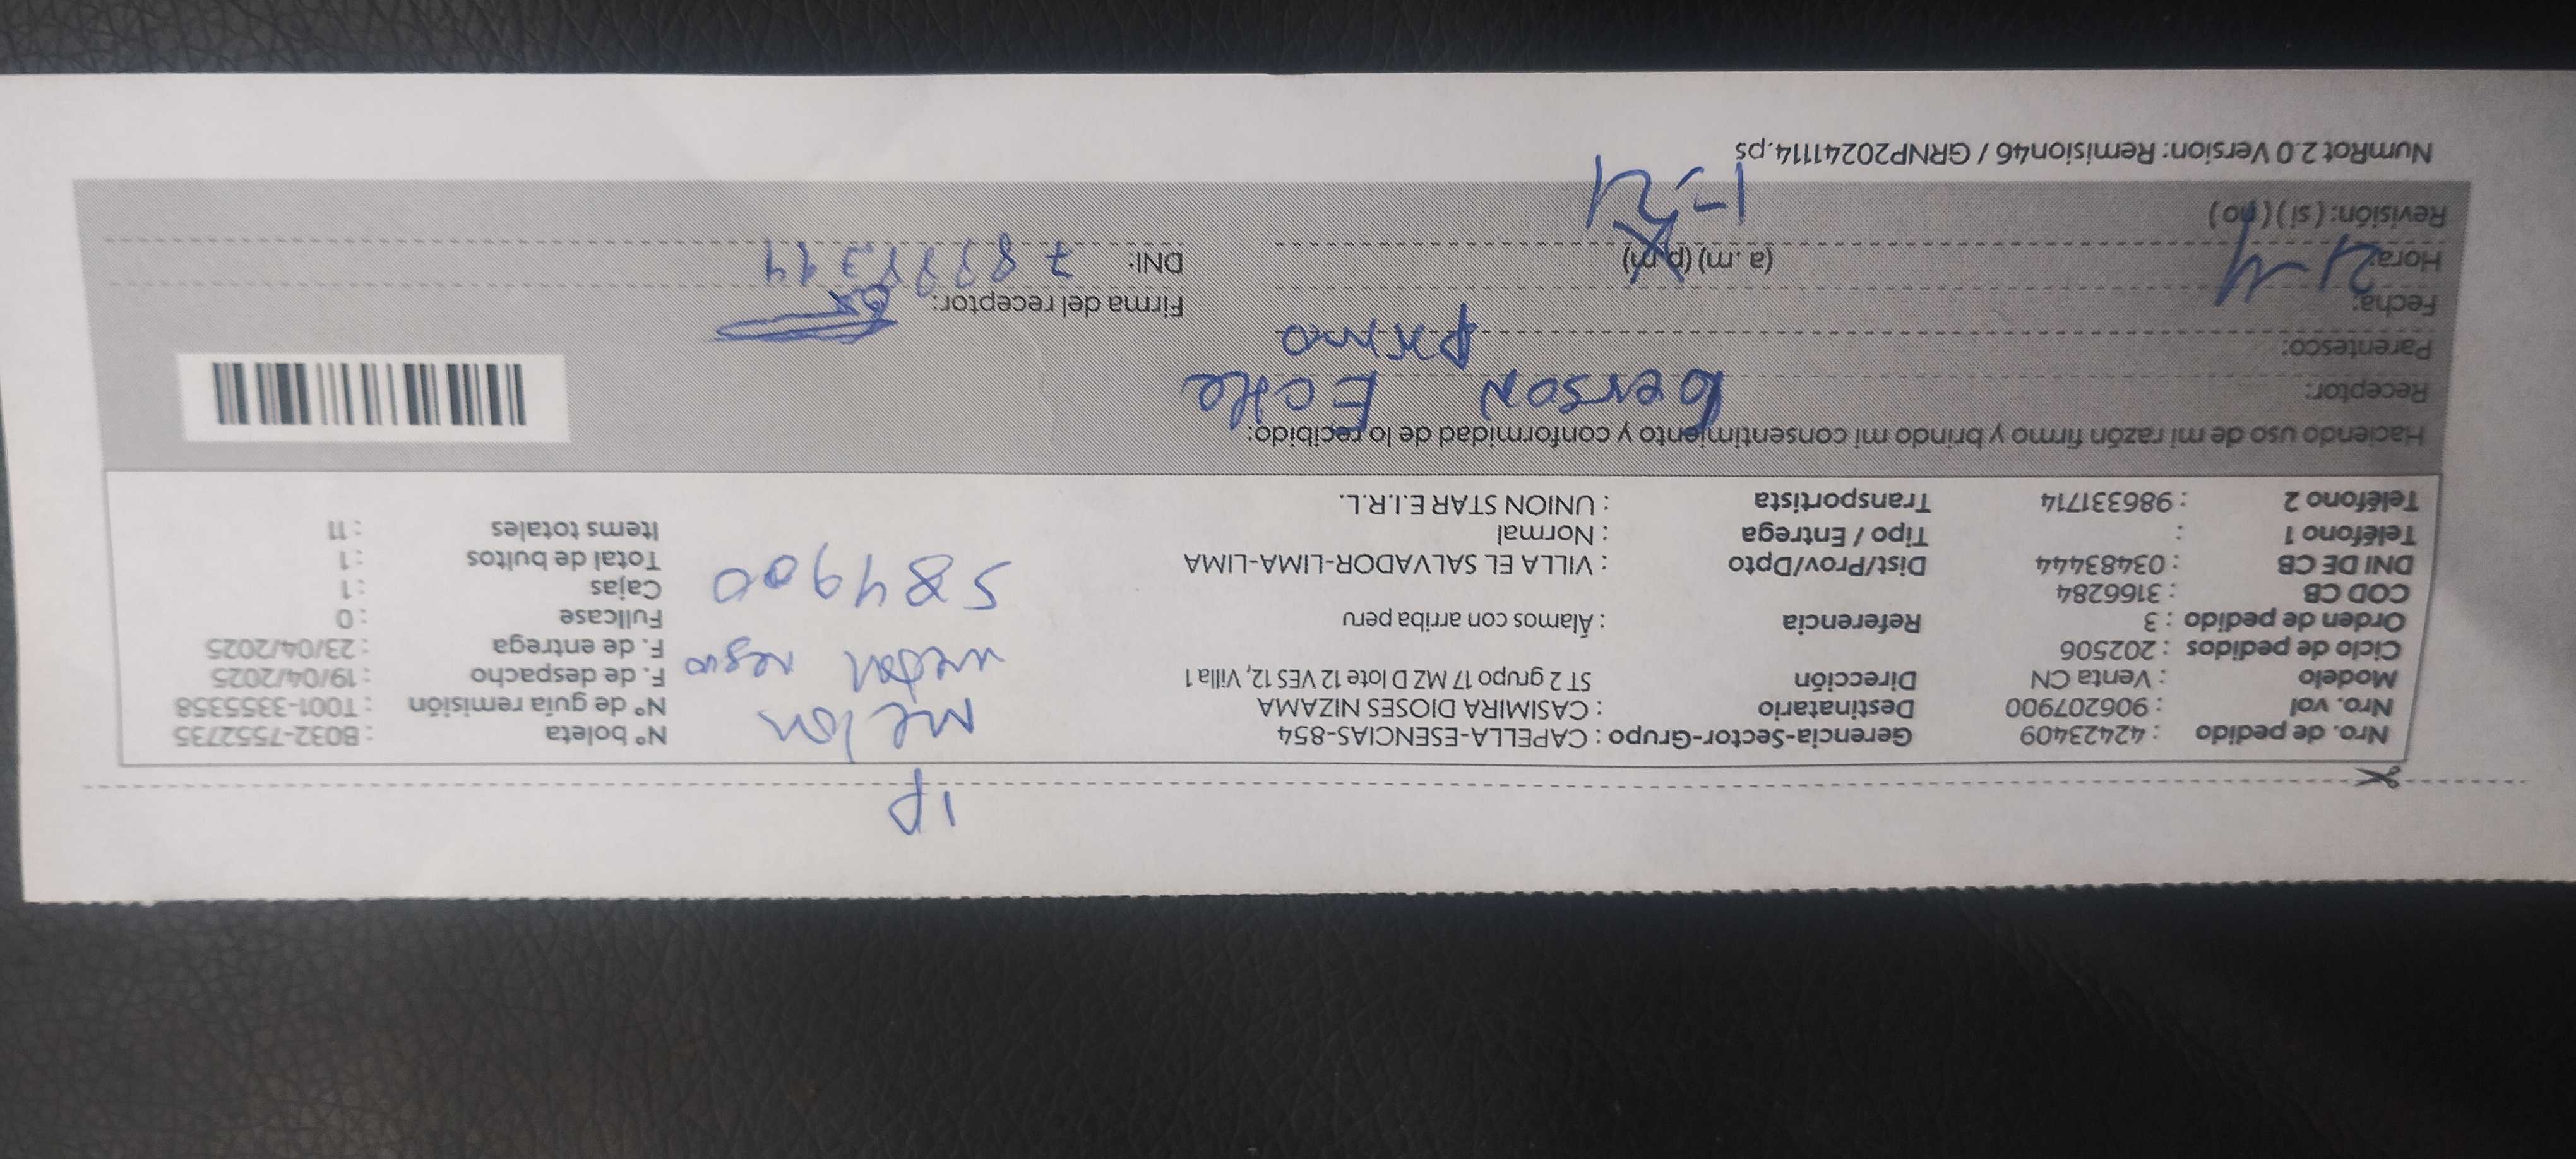 1P
Nro. de pedido : 42423409
Nro. vol : 906207900
Modelo : Venta CN
Ciclo de pedidos : 202506
Orden de pedido : 3
COD CB : 3166284
DNI DE CB : 03483444
Teléfono 1 :
Teléfono 2 : 986331714
Gerencia-Sector-Grupo : CAPELLA-ESENCIAS-854
Destinatario : CASIMIRA DIOSES NIZAMA
Dirección ST 2 grupo 17 MZ D lote 12 VES 12, Villa 1
Referencia : Álamos con arriba peru
Dist/Prov/Dpto : VILLA EL SALVADOR-LIMA-LIMA
Tipo / Entrega : Normal
Transportista : UNION STAR E.I.R.L.
Melon
metal negro
584900
N° boleta : B032-7552735
N° de guía remisión : T001-3355358
F. de despacho : 19/04/2025
F. de entrega : 23/04/2025
Fullcase : 0
Cajas : 1
Total de bultos : 1
Items totales : 11
Haciendo uso de mi razón firmo y brindo mi consentimiento y conformidad de lo recibido:
Receptor: Gerson
Parentesco: Primo
Fecha: 21-4
Hora: (a. m) (p.m)
1-21
Revisión: ( si ) ( no )
Firma del receptor:
DNI:
NumRot 2.0 Version: Remision46 / GRNP20241114.ps